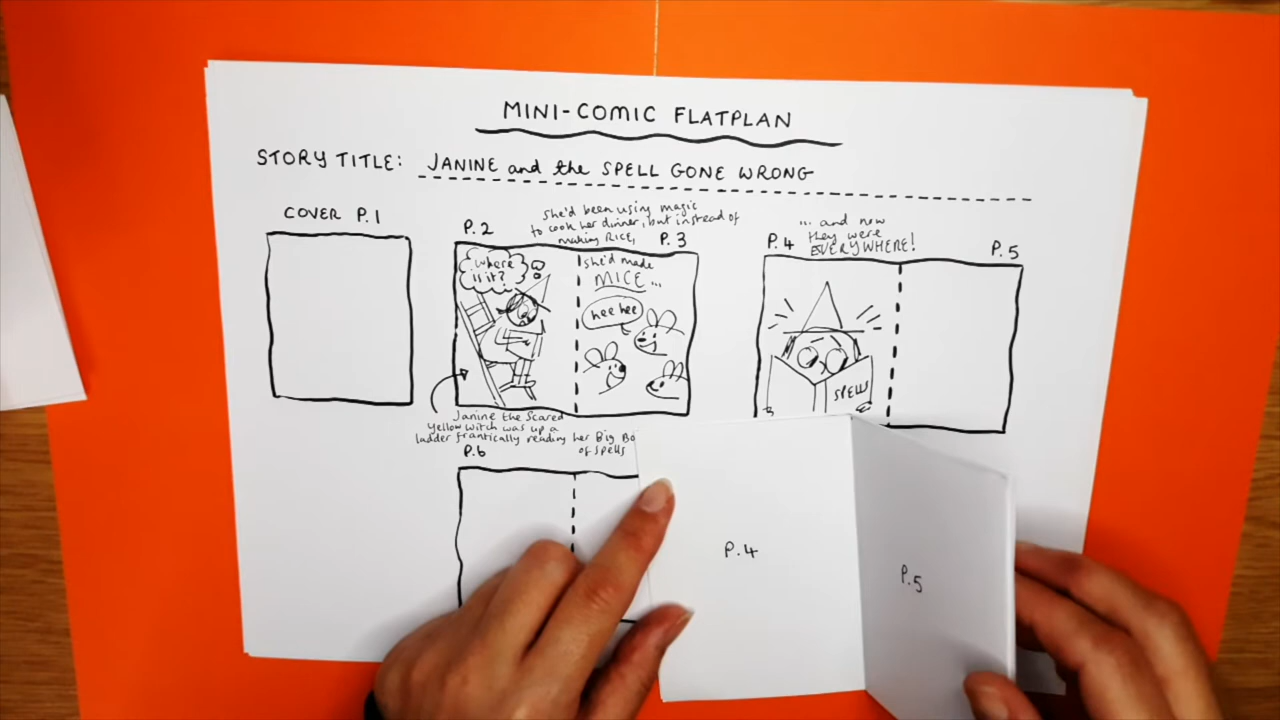 MINI-COMIC FLATPLAN
STORY TITLE: JANINE and the SPELL GONE WRONG
COVER P.1
P.2
She'd been using magic
to cook her dinner, but instead of
making RICE,
P.3
where
is it?
she'd made
MICE...
hee hee
Janine the Scared
Yellow witch was up a
ladder frantically reading her Big Bo
of spells
... and now
they were
EVERYWHERE!
P.4
P.5
SPELLS
P.6
P.4
P.5